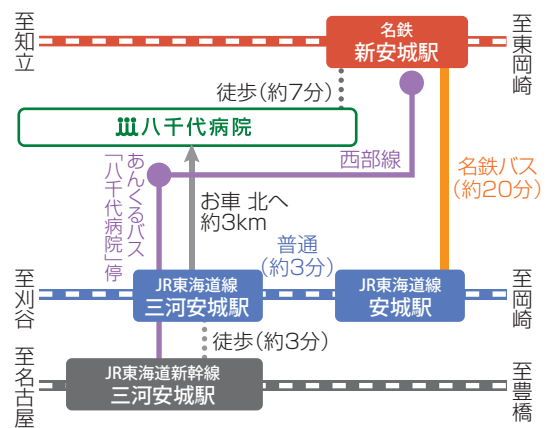 至知立
名鉄
新安城駅
至東岡崎
徒歩(約7分)
八千代病院
あんくるバス
「八千代病院」停
西部線
名鉄バス
(約20分)
お車 北へ
約3km
普通
(約3分)
至刈谷
JR東海道線
三河安城駅
JR東海道線
安城駅
至岡崎
徒歩(約3分)
至名古屋
JR東海道新幹線
三河安城駅
至豊橋